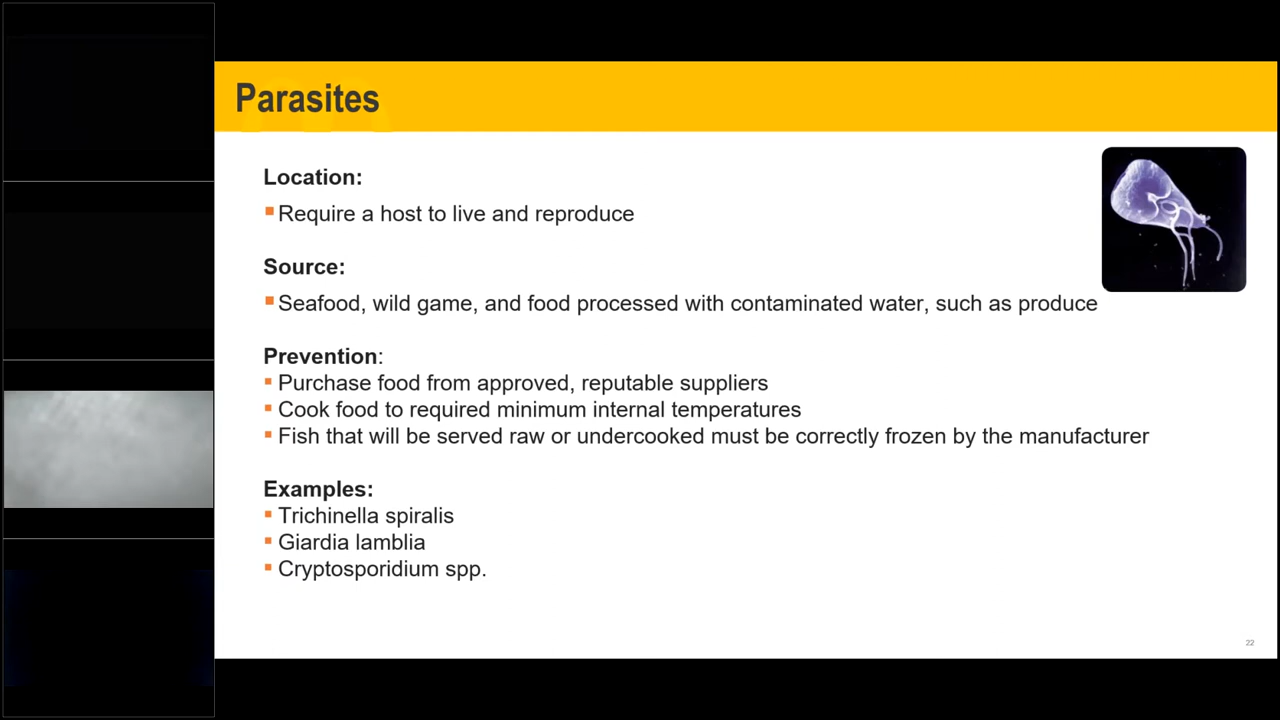 Parasites
Location:
Require a host to live and reproduce
Source:
Seafood, wild game, and food processed with contaminated water, such as produce
Prevention:
Purchase food from approved, reputable suppliers
Cook food to required minimum internal temperatures
Fish that will be served raw or undercooked must be correctly frozen by the manufacturer
Examples:
Trichinella spiralis
Giardia lamblia
Cryptosporidium spp.
22